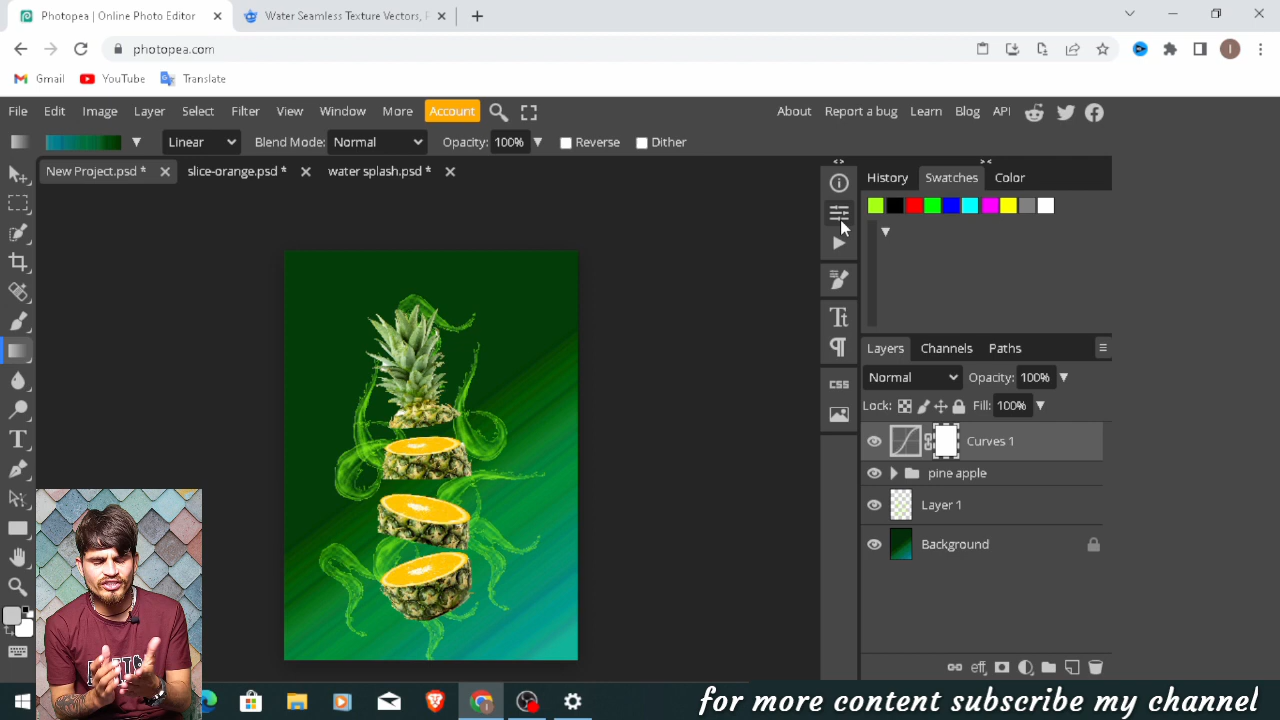 Photopea | Online Photo Editor
Water Seamless Texture Vectors, F
photopea.com
Gmail YouTube Translate
File Edit Image Layer Select Filter View Window More Account About Report a bug Learn Blog API
Linear Blend Mode: Normal Opacity: 100% Reverse Dither
New Project.psd * slice-orange.psd * water splash.psd *
History Swatches Color
Layers Channels Paths
Normal Opacity: 100%
Lock: Fill: 100%
Curves 1
pine apple
Layer 1
Background
css
eff
for more content subscribe my channel